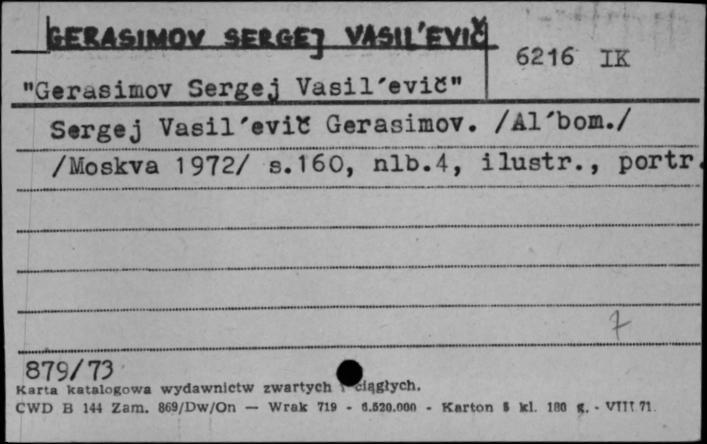 GERASIMOV SERGEJ VASIL'EVIČ
6216 IK
"Gerasimov Sergej Vasil'evič"
Sergej Vasil'evič Gerasimov. /Al'bom./
/Moskva 1972/ s.160, nlb.4, ilustr., portr.
7
879/73
Karta katalogowa wydawnictw zwartych i ciągłych.
CWD B 144 Zam. 869/Dw/On — Wrak 719 - 6.520.000 - Karton 5 kl. 180 g. - VIII 71.